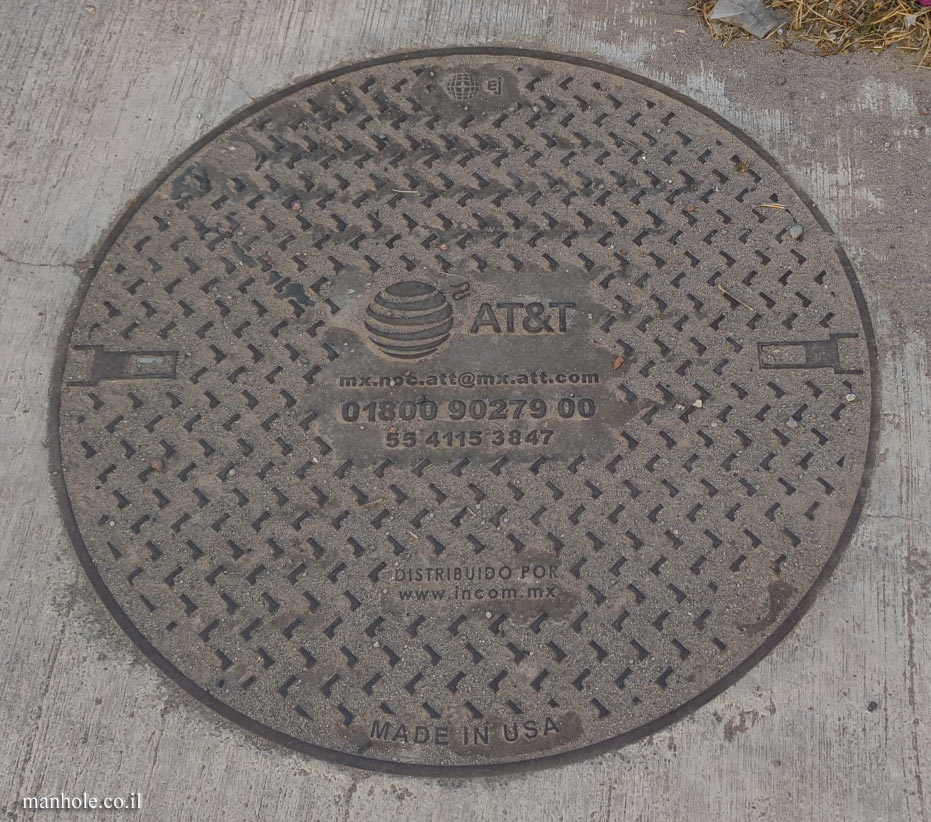 AT&T
mx.noc.att@mx.att.com
01800 90279 00
55 4115 3847
DISTRIBUIDO POR
www.incom.mx
MADE IN USA
manhole.co.il